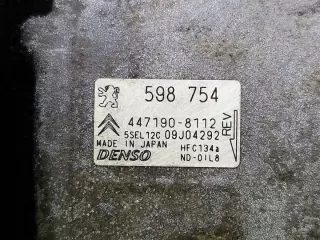 598 754
447190-8112
5SEL12C 09J04292
MADE IN JAPAN HFC134a
DENSO ND-OIL8
REV